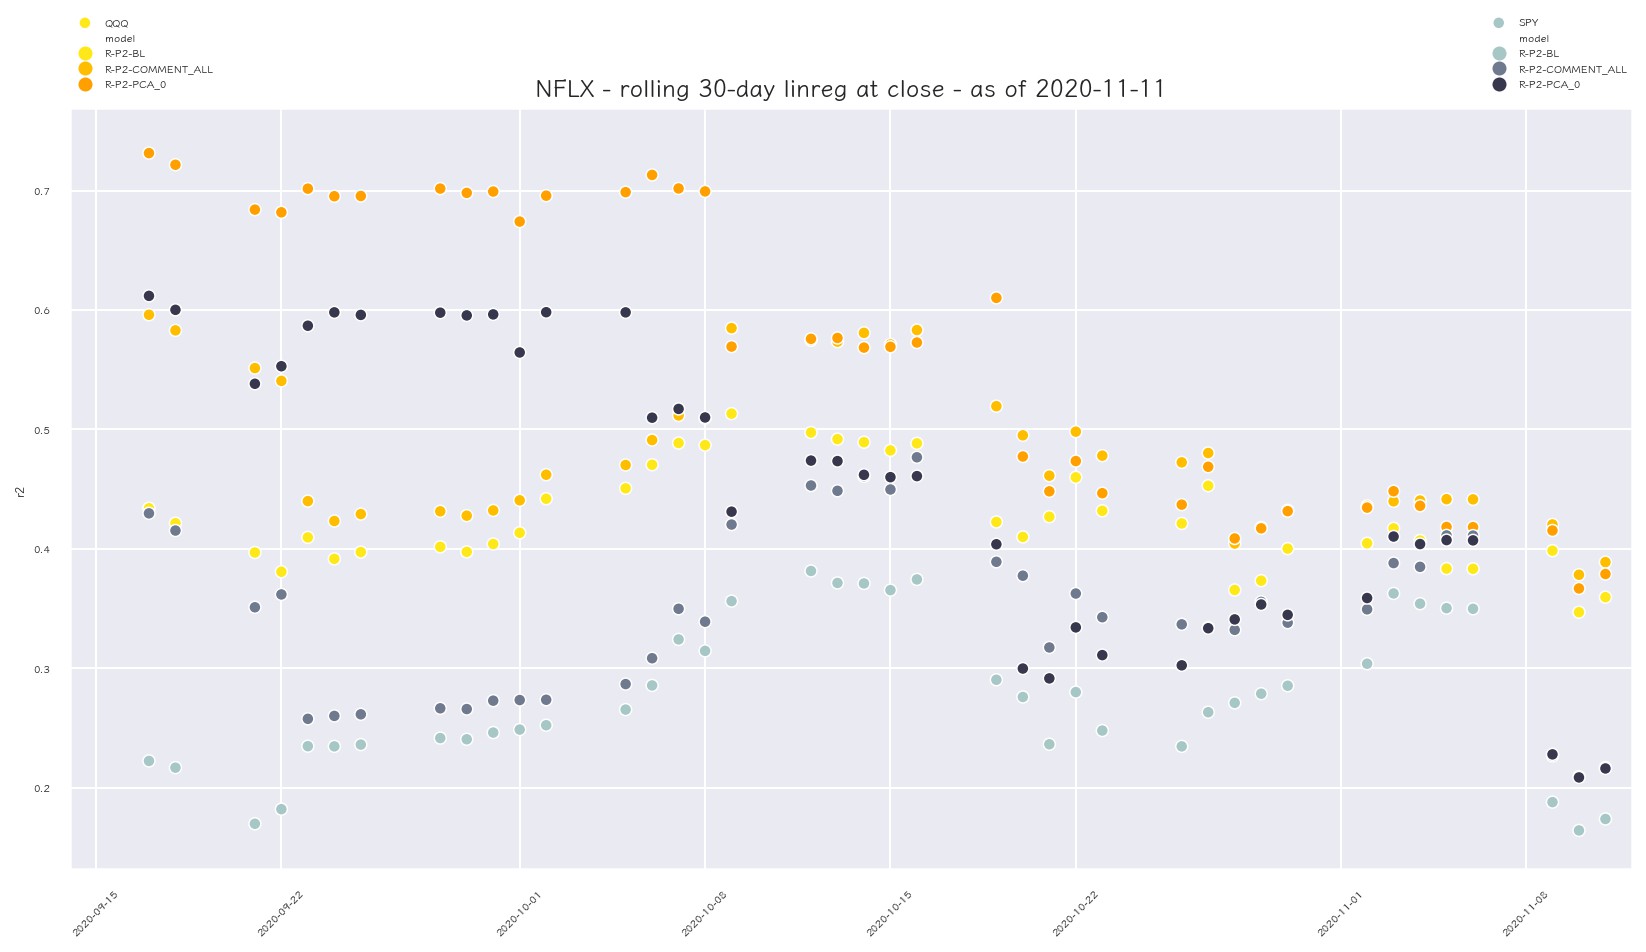 QQQ
model
R-P2-BL
R-P2-COMMENT_ALL
R-P2-PCA_0
SPY
model
R-P2-BL
R-P2-COMMENT_ALL
R-P2-PCA_0
NFLX - rolling 30-day linreg at close - as of 2020-11-11
r2
0.7
0.6
0.5
0.4
0.3
0.2
2020-09-15
2020-09-22
2020-10-01
2020-10-08
2020-10-15
2020-10-22
2020-11-01
2020-11-08